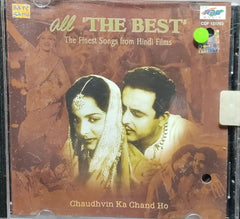 all 'THE BEST'
The Finest Songs from Hindi Films
Chaudhvin Ka Chand Ho